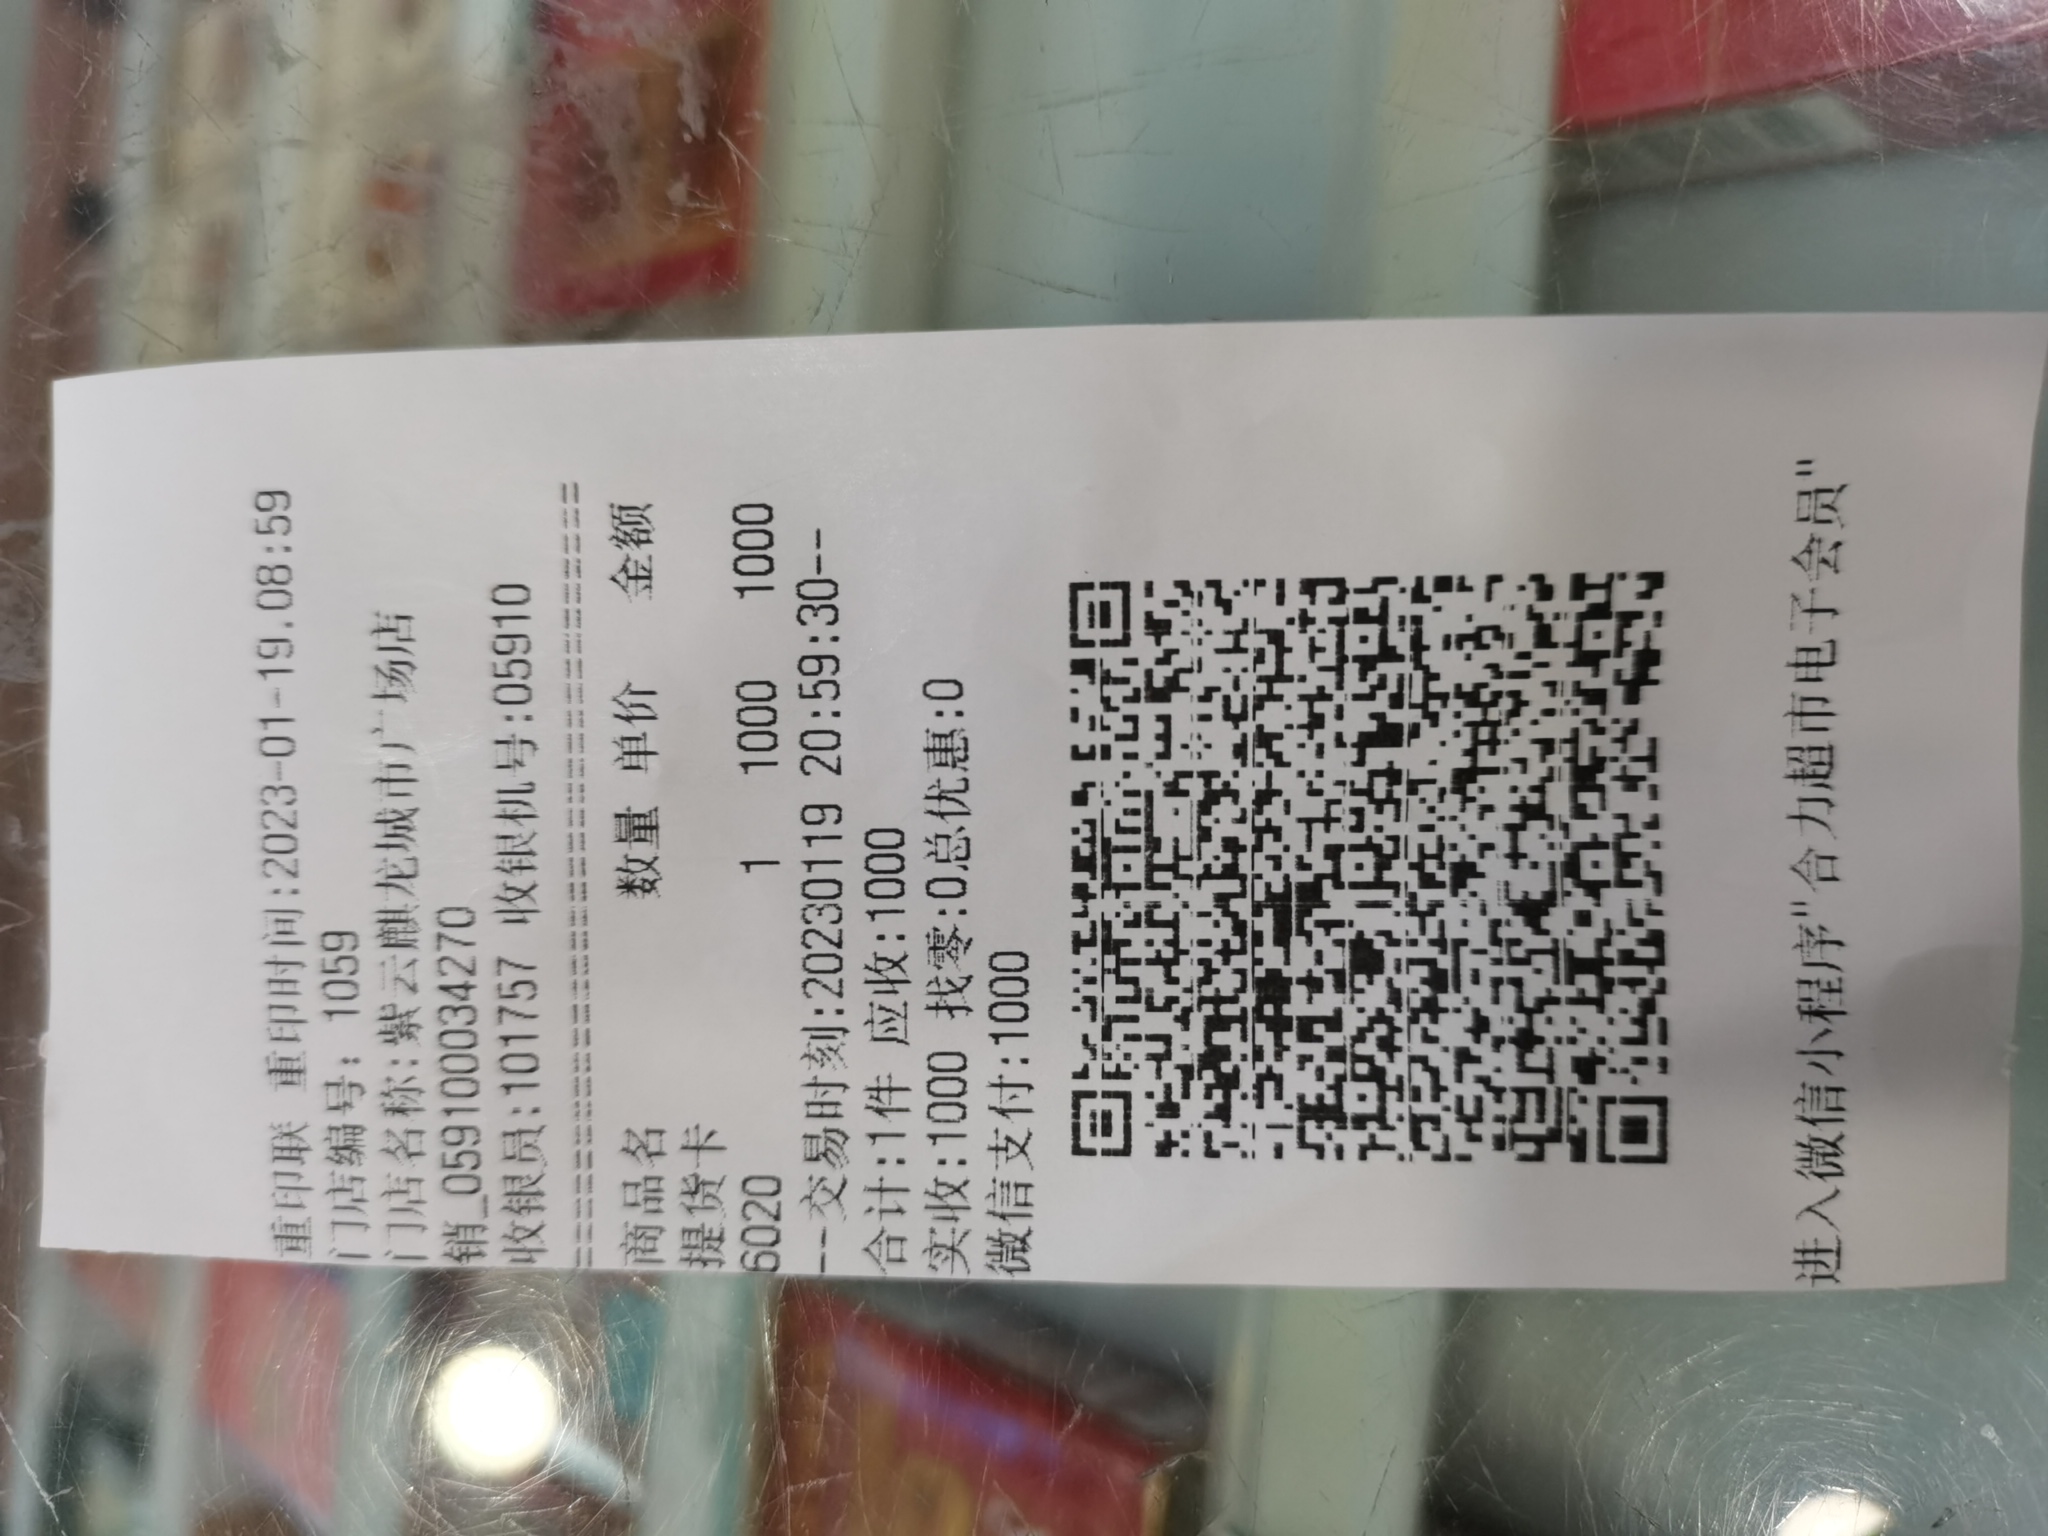 重印联 重印时间:2023-01-19.08:59
门店编号: 1059
门店名称:紫云麒龙城市广场店
销_0591000034270
收银员:101757 收银机号:05910
商品名 数量 单价 金额
提货卡
6020 1 1000 1000
--交易时刻:20230119 20:59:30--
合计:1件 应收:1000
实收:1000 找零:0总优惠:0
微信支付:1000
进入微信小程序"合力超市电子会员"